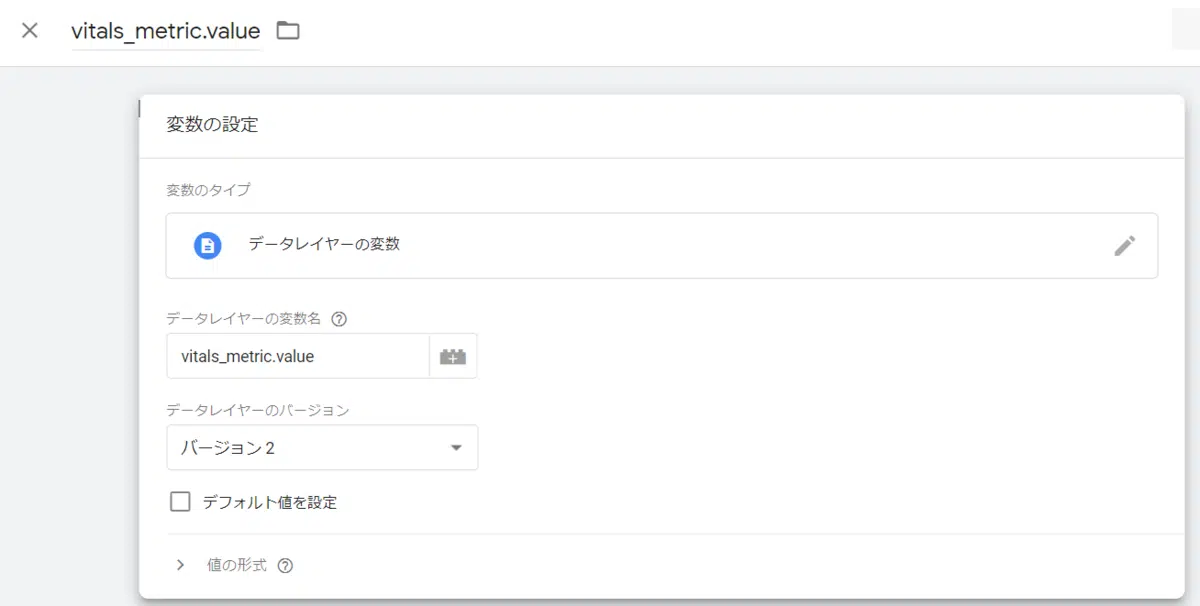 vitals_metric.value
変数の設定
変数のタイプ
データレイヤーの変数
データレイヤーの変数名
vitals_metric.value
データレイヤーのバージョン
バージョン 2
デフォルト値を設定
値の形式